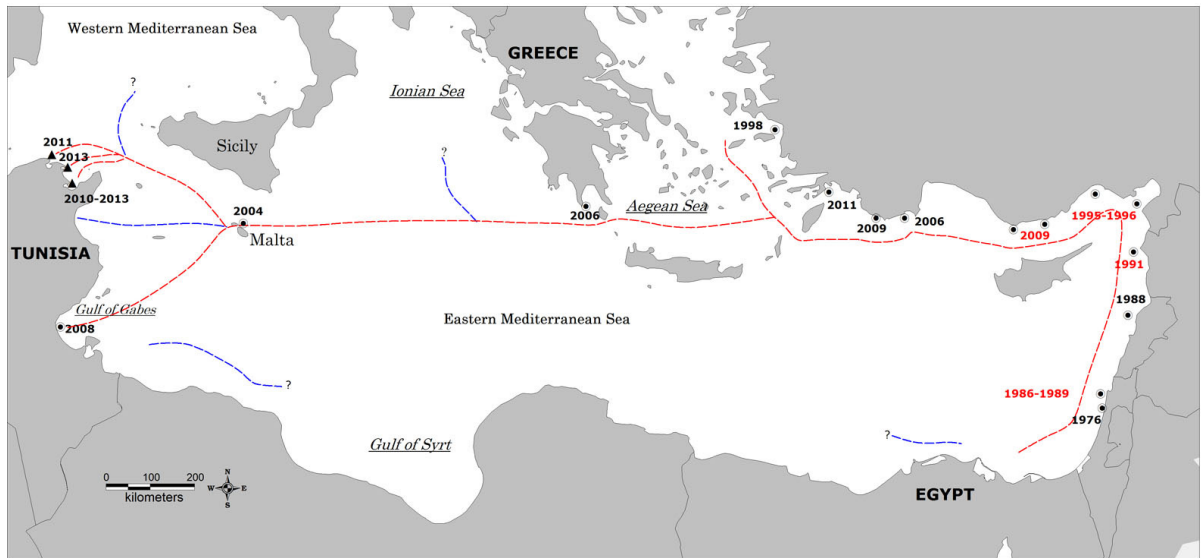 Western Mediterranean Sea
GREECE
?
Ionian Sea
1998
2011
Sicily
?
2013
2010-2013
2011
1995-1996
2004
2006
Aegean Sea
2009
2006
2009
Malta
TUNISIA
1991
Gulf of Gabes
1988
2008
Eastern Mediterranean Sea
?
1986-1989
1976
?
Gulf of Syrt
0 100 200
kilometers
N
W E
S
EGYPT